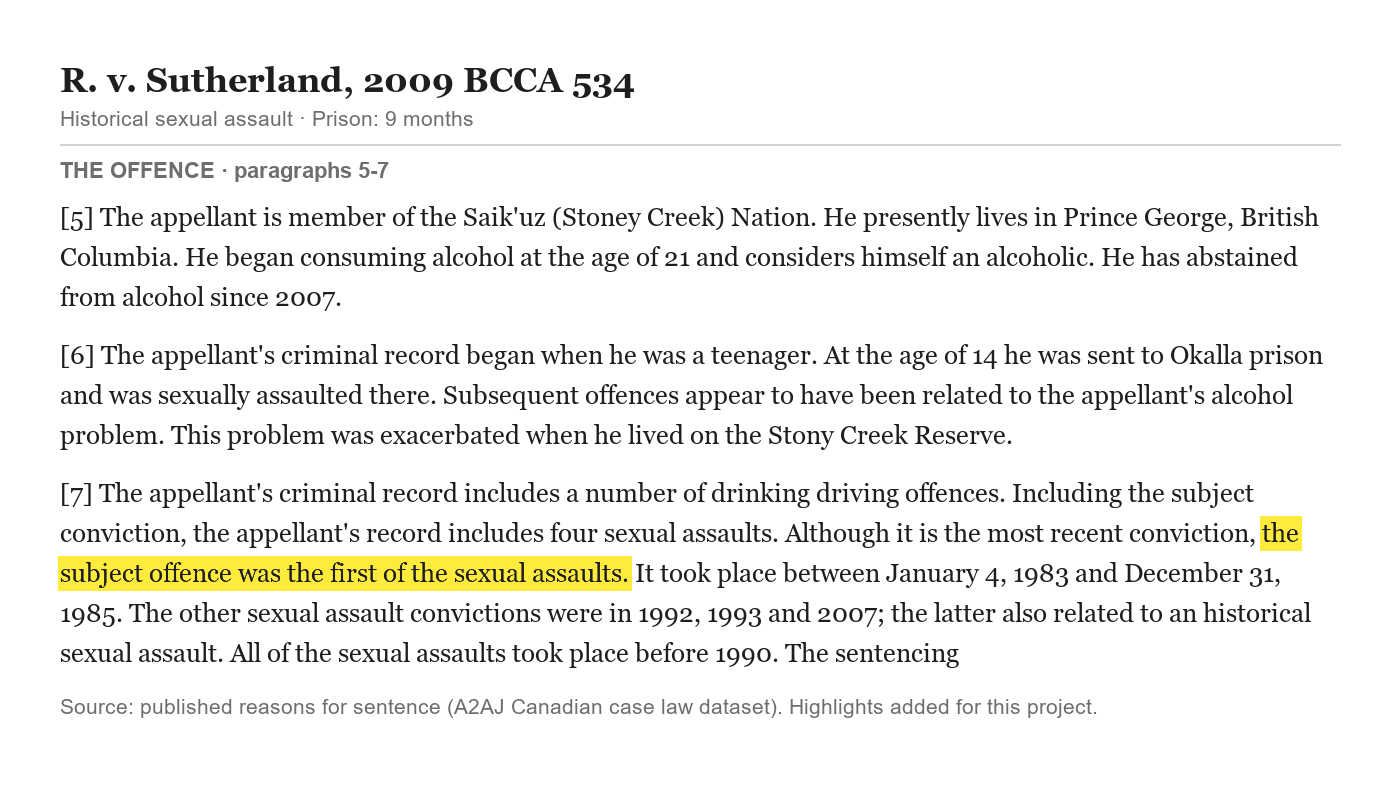 R. v. Sutherland, 2009 BCCA 534
Historical sexual assault · Prison: 9 months
THE OFFENCE · paragraphs 5-7
[5] The appellant is member of the Saik'uz (Stoney Creek) Nation. He presently lives in Prince George, British
Columbia. He began consuming alcohol at the age of 21 and considers himself an alcoholic. He has abstained
from alcohol since 2007.
[6] The appellant's criminal record began when he was a teenager. At the age of 14 he was sent to Okalla prison
and was sexually assaulted there. Subsequent offences appear to have been related to the appellant's alcohol
problem. This problem was exacerbated when he lived on the Stony Creek Reserve.
[7] The appellant's criminal record includes a number of drinking driving offences. Including the subject
conviction, the appellant's record includes four sexual assaults. Although it is the most recent conviction, the
subject offence was the first of the sexual assaults. It took place between January 4, 1983 and December 31,
1985. The other sexual assault convictions were in 1992, 1993 and 2007; the latter also related to an historical
sexual assault. All of the sexual assaults took place before 1990. The sentencing
Source: published reasons for sentence (A2AJ Canadian case law dataset). Highlights added for this project.